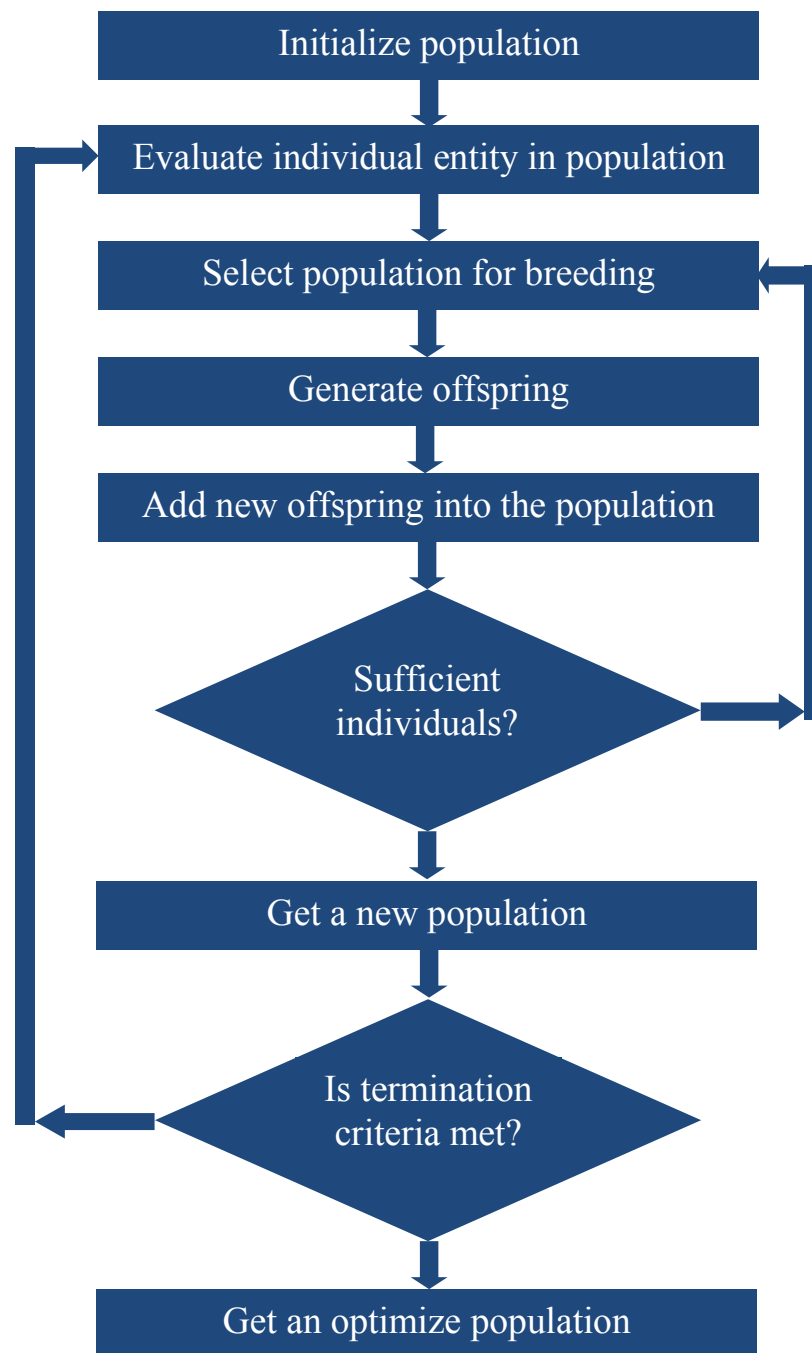 Initialize population
Evaluate individual entity in population
Select population for breeding
Generate offspring
Add new offspring into the population
Sufficient
individuals?
Get a new population
Is termination
criteria met?
Get an optimize population